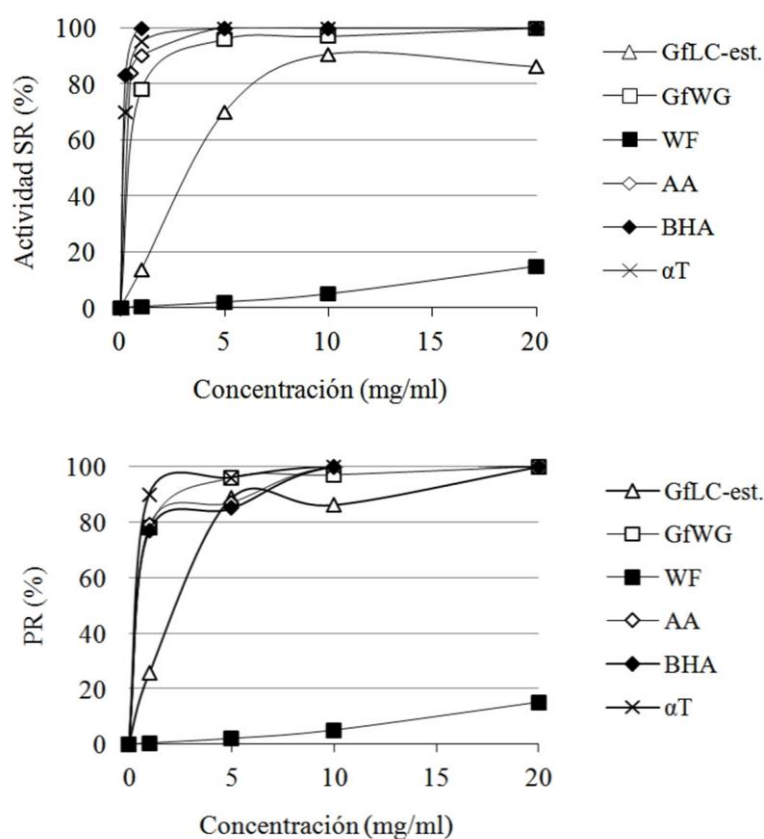 Actividad SR (%)
100
80
60
40
20
0
0 5 10 15 20
Concentración (mg/ml)
GfLC-est.
GfWG
WF
AA
BHA
αT
PR (%)
100
80
60
40
20
0
0 5 10 20
Concentración (mg/ml)
GfLC-est.
GfWG
WF
AA
BHA
αT